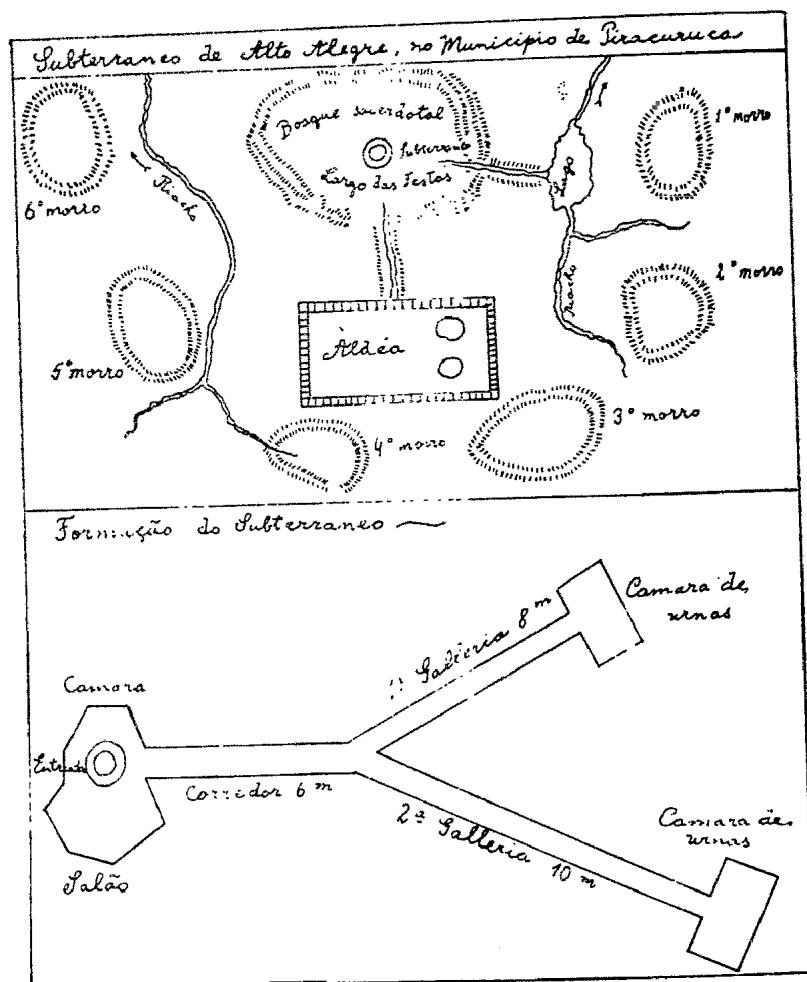 Subterraneo de Alto Alegre, no Municipio de Piracuruca
Bosque sacerdotal
Subterraneo
Largo das Festas
Lago
1º morro
Riacho
6º morro
Riacho
2º morro
Aldéa
5º morro
3º morro
4º morro
Formação do Subterraneo
Camara de
urnas
1ª Galleria 8 m
Camara
Entrada
Corredor 6 m
2ª Galleria 10 m
Camara de
urnas
Salão